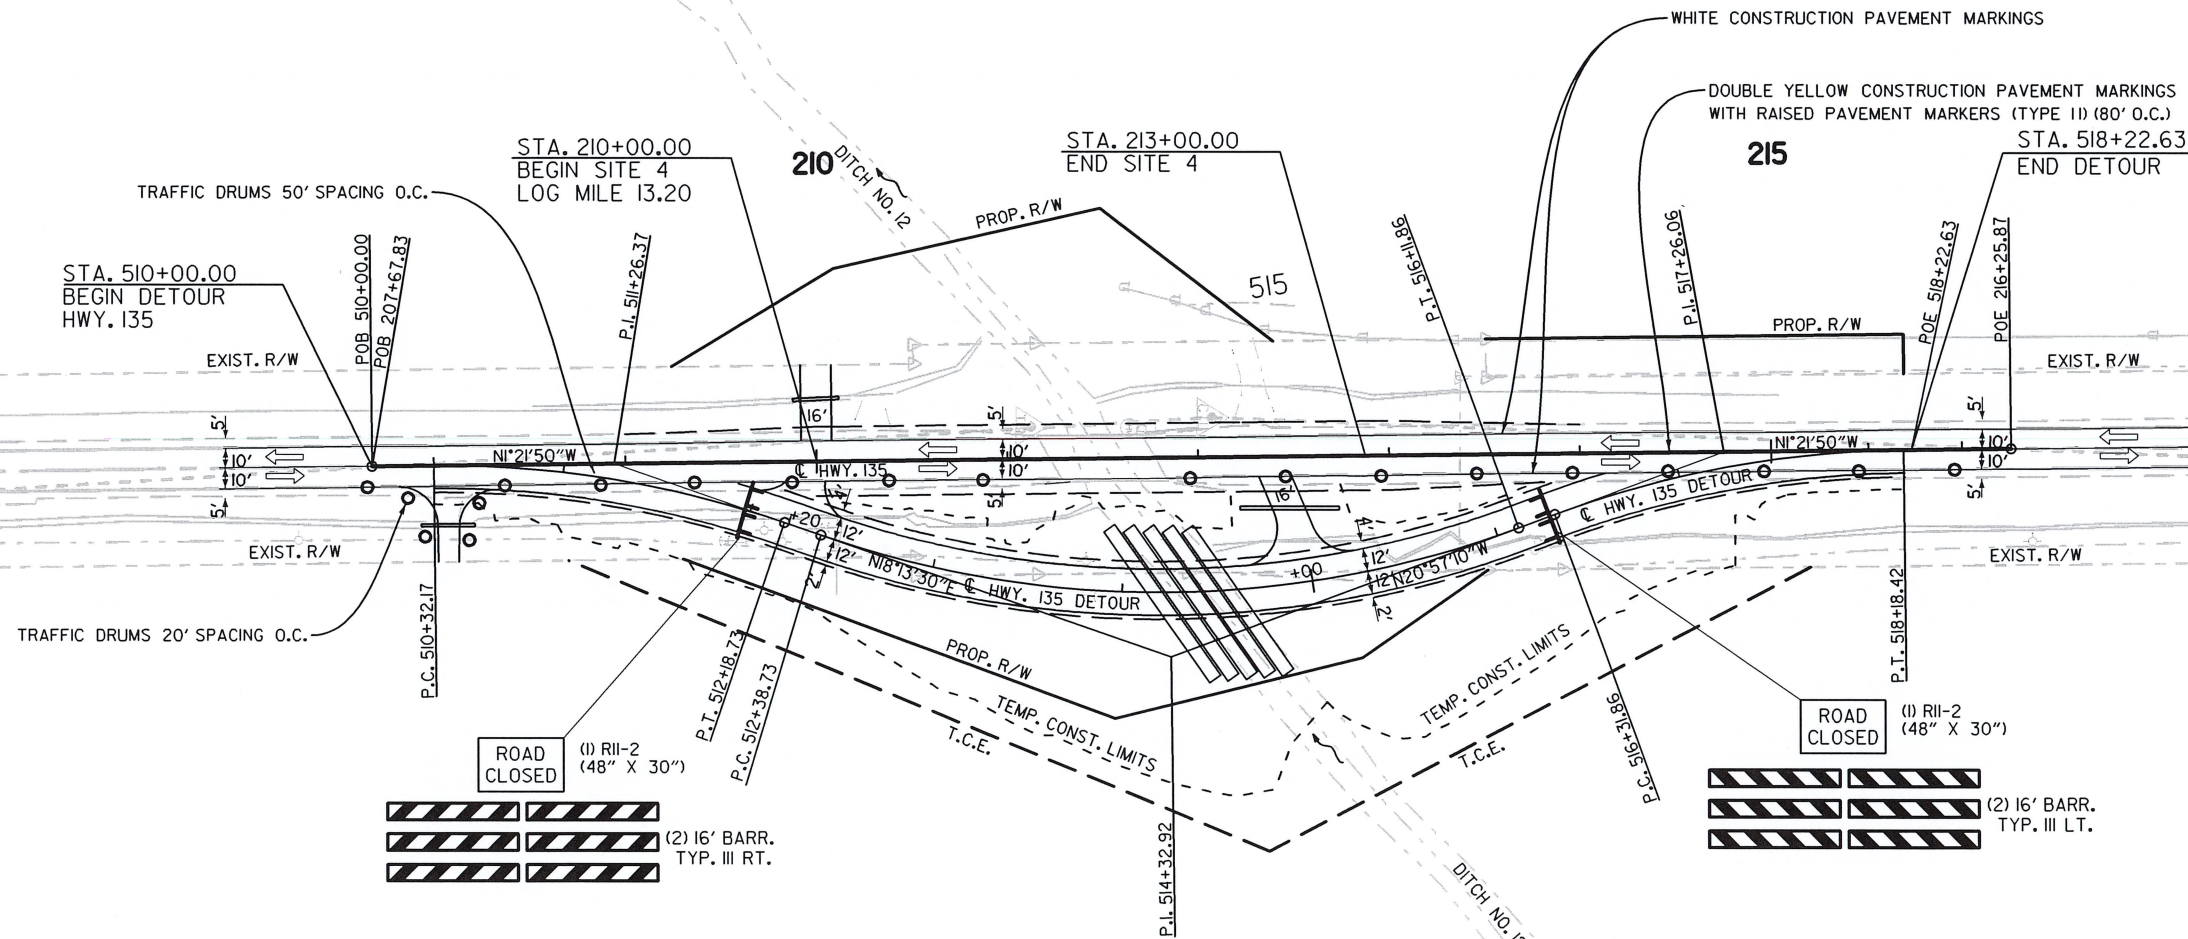 WHITE CONSTRUCTION PAVEMENT MARKINGS
DOUBLE YELLOW CONSTRUCTION PAVEMENT MARKINGS
WITH RAISED PAVEMENT MARKERS (TYPE II) (80' O.C.)
215
STA. 518+22.63
END DETOUR
STA. 213+00.00
END SITE 4
210
DITCH NO. 12
STA. 210+00.00
BEGIN SITE 4
LOG MILE 13.20
TRAFFIC DRUMS 50' SPACING O.C.
STA. 510+00.00
BEGIN DETOUR
HWY. 135
POB 510+00.00
POB 207+67.83
P.I. 511+26.37
PROP. R/W
515
P.T. 516+11.86
P.I. 517+26.06
PROP. R/W
POE 518+22.63
POE 216+25.87
EXIST. R/W
EXIST. R/W
5'
10'
10'
5'
N1°21'50"W
16'
℄ HWY. 135
5'
10'
10'
5'
N1°21'50"W
5'
10'
10'
5'
EXIST. R/W
+20
4'
12'
12'
2'
N18°13'30"E
℄ HWY. 135 DETOUR
16'
+00
4'
12'
12'
2'
N20°57'10"W
℄ HWY. 135 DETOUR
EXIST. R/W
TRAFFIC DRUMS 20' SPACING O.C.
P.C. 510+32.17
P.T. 512+18.73
P.C. 512+38.73
PROP. R/W
TEMP. CONST. LIMITS
T.C.E.
P.I. 514+32.92
TEMP. CONST. LIMITS
T.C.E.
P.C. 516+31.86
P.T. 518+18.42
ROAD
CLOSED
(1) R11-2
(48" X 30")
(2) 16' BARR.
TYP. III RT.
ROAD
CLOSED
(1) R11-2
(48" X 30")
(2) 16' BARR.
TYP. III LT.
DITCH NO.